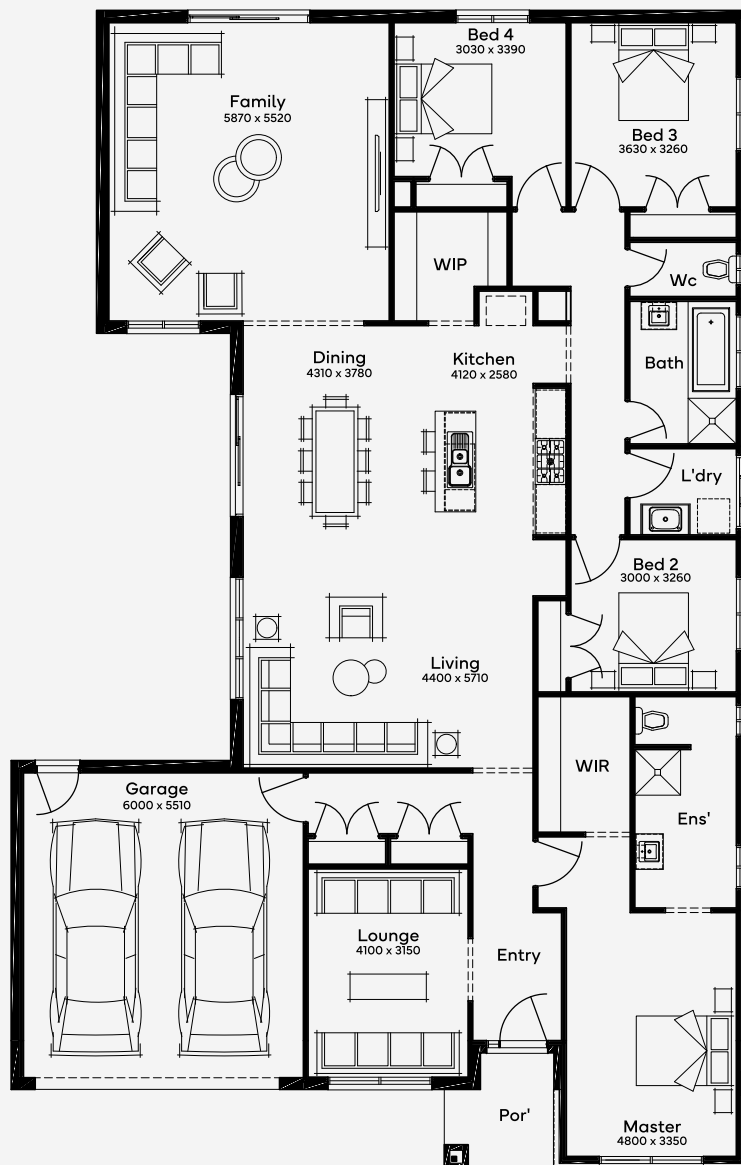 Bed 4
3030 x 3390
Family
5870 x 5520
Bed 3
3630 x 3260
WIP
Wc
Dining
4310 x 3780
Kitchen
4120 x 2580
Bath
L'dry
Bed 2
3000 x 3260
Living
4400 x 5710
WIR
Garage
6000 x 5510
Ens'
Lounge
4100 x 3150
Entry
Por'
Master
4800 x 3350